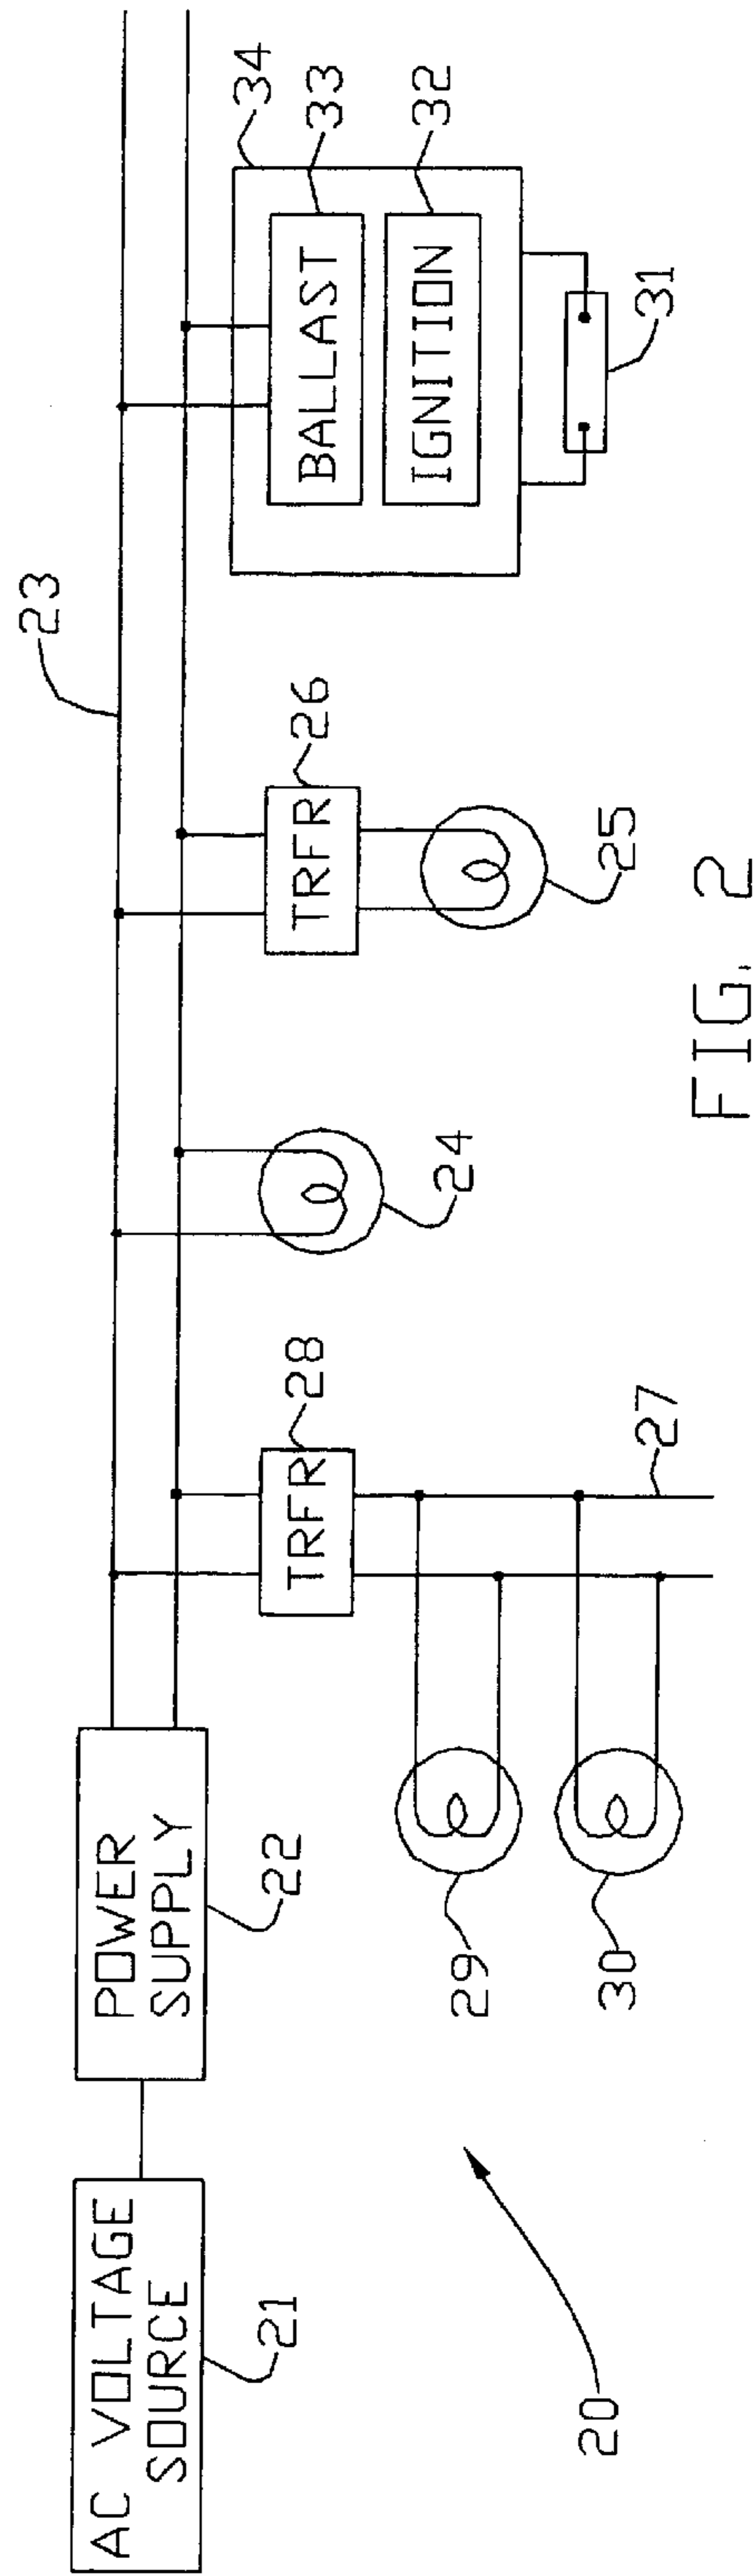 AC VOLTAGE
SOURCE
21
POWER
SUPPLY
22
23
TRFR
28
27
29
30
24
TRFR
26
25
BALLAST
33
IGNITION
32
34
31
20
FIG. 2